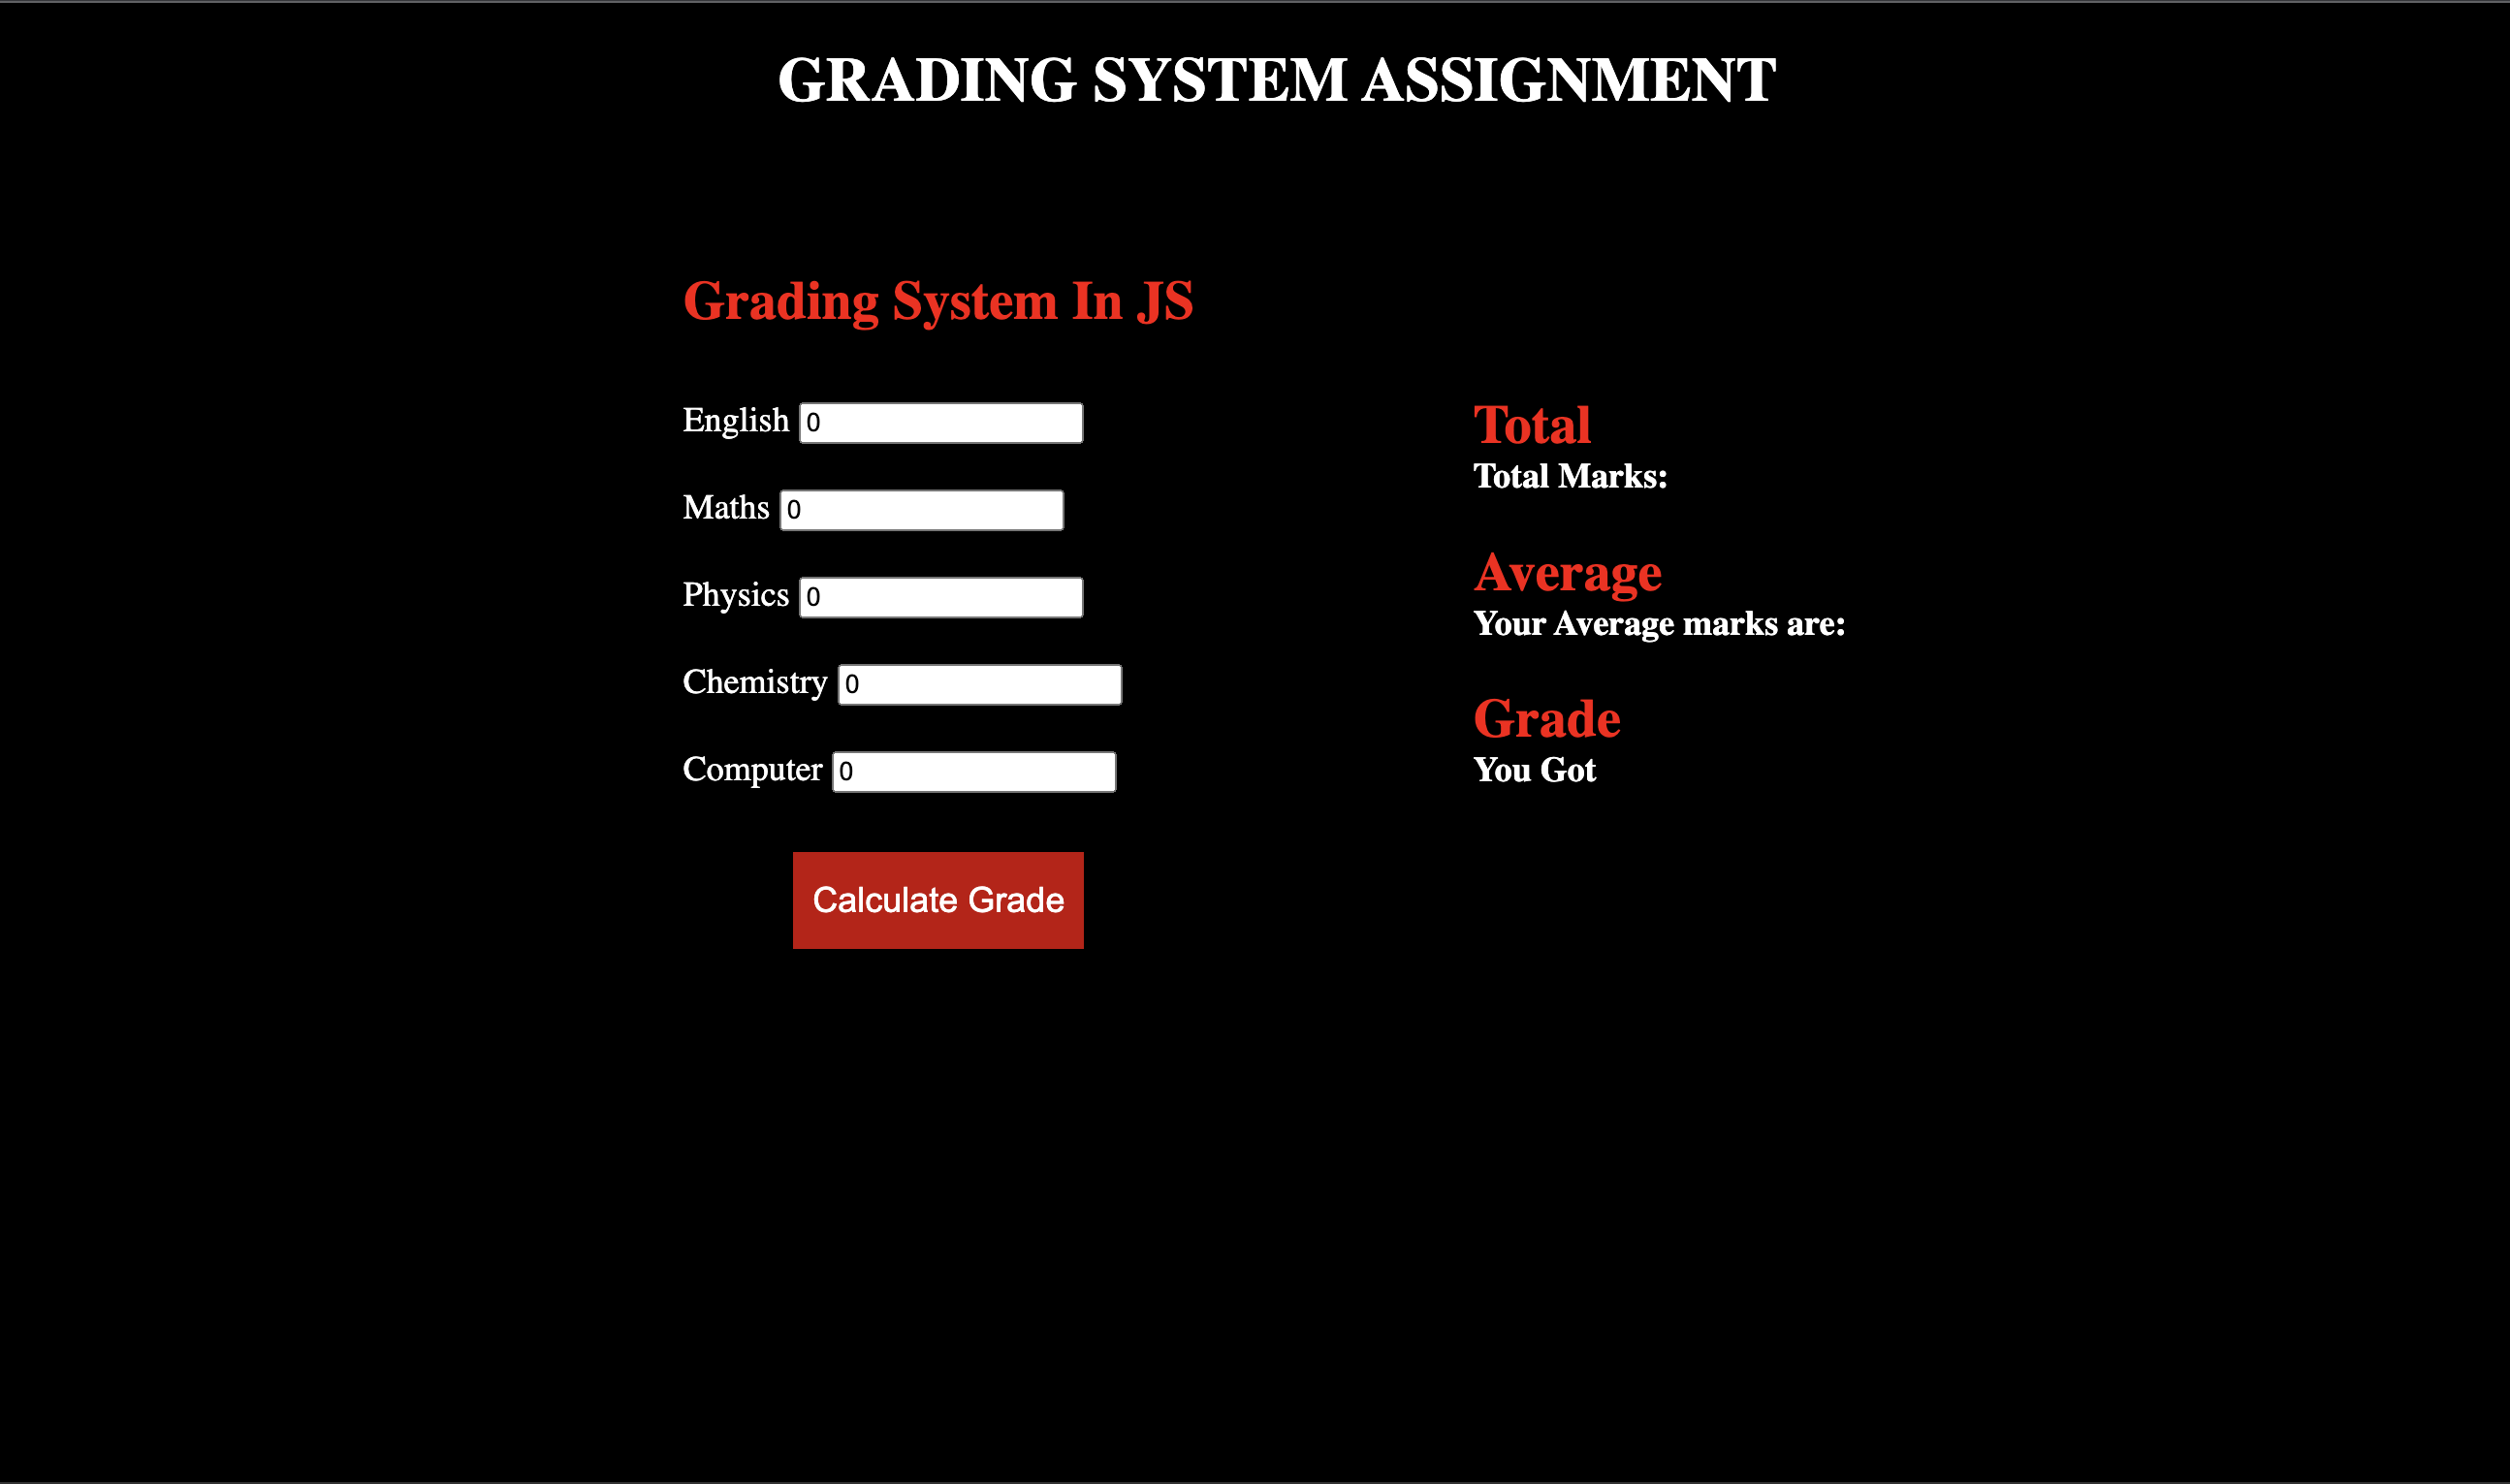 GRADING SYSTEM ASSIGNMENT
Grading System In JS
English 0
Maths 0
Physics 0
Chemistry 0
Computer 0
Calculate Grade
Total
Total Marks:
Average
Your Average marks are:
Grade
You Got